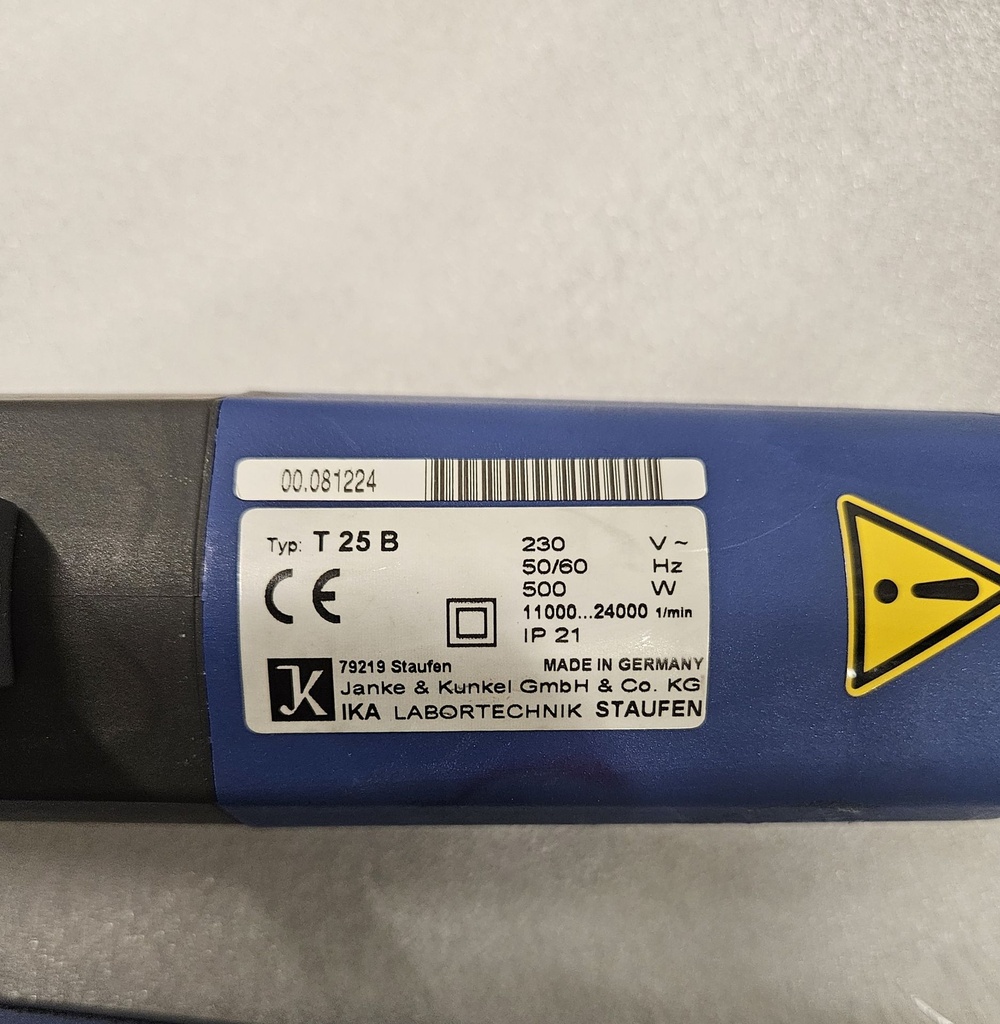 00.081224
Typ: T 25 B
230 V ~
50/60 Hz
500 W
11000...24000 1/min
IP 21
CE
JK
79219 Staufen MADE IN GERMANY
Janke & Kunkel GmbH & Co. KG
IKA LABORTECHNIK STAUFEN
!